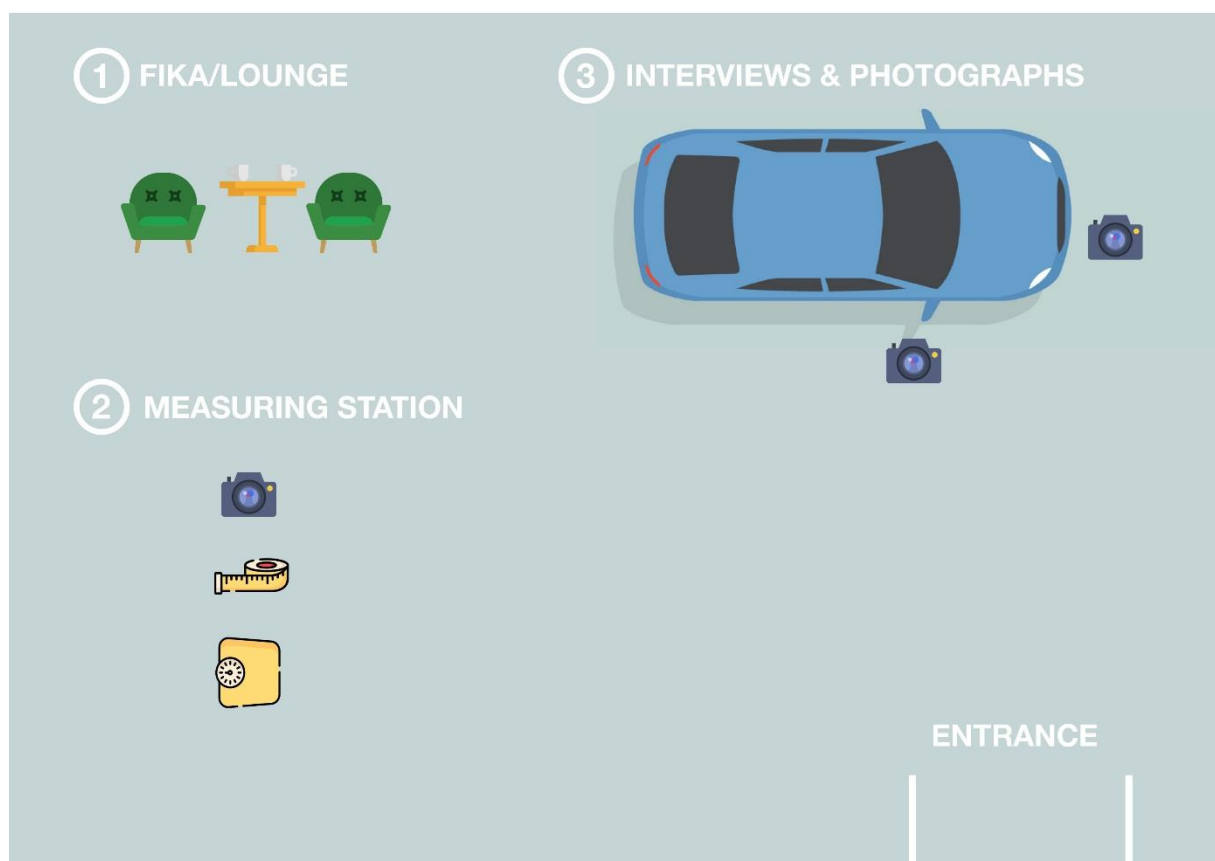 1 FIKA/LOUNGE
3 INTERVIEWS & PHOTOGRAPHS
2 MEASURING STATION
ENTRANCE